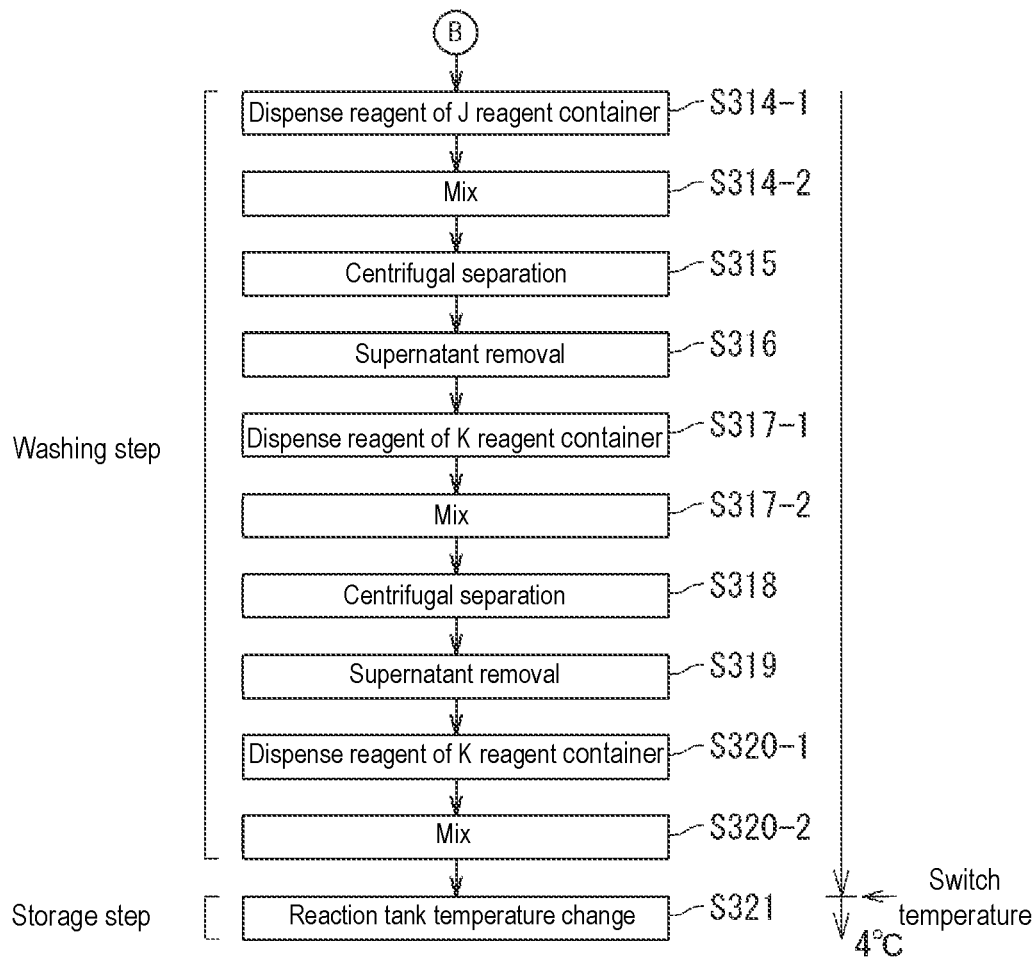 B
Dispense reagent of J reagent container
S314-1
Mix
S314-2
Centrifugal separation
S315
Supernatant removal
S316
Dispense reagent of K reagent container
S317-1
Washing step
Mix
S317-2
Centrifugal separation
S318
Supernatant removal
S319
Dispense reagent of K reagent container
S320-1
Mix
S320-2
Storage step
Reaction tank temperature change
S321
Switch
temperature
4°C